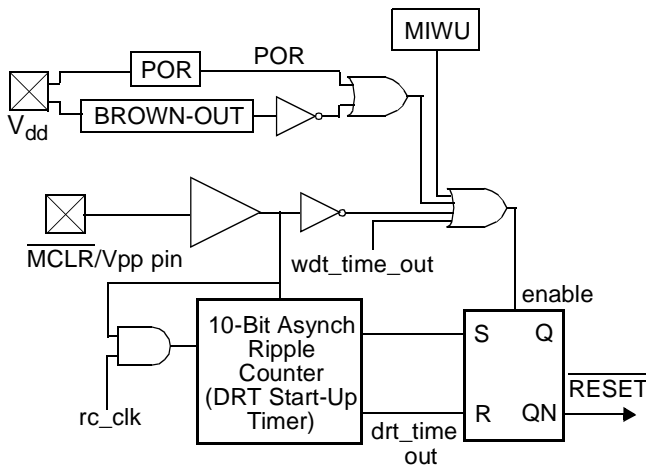 MIWU
POR
POR
BROWN-OUT
Vdd
MCLR/Vpp pin
wdt_time_out
enable
10-Bit Asynch
Ripple
Counter
(DRT Start-Up
Timer)
S Q
R QN
RESET
rc_clk
drt_time
out